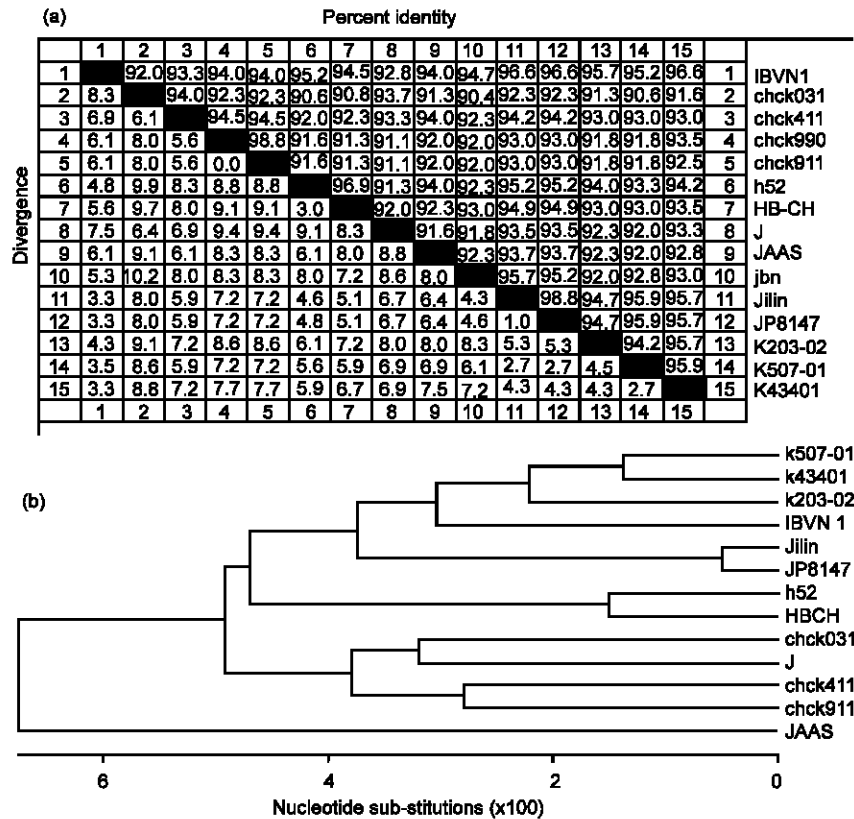 (a) Percent identity
1 2 3 4 5 6 7 8 9 10 11 12 13 14 15
1 92.0 93.3 94.0 94.0 95.2 94.5 92.8 94.0 94.7 96.6 96.6 95.7 95.2 96.6 1 IBVN1
2 8.3 94.0 92.3 92.3 90.6 90.8 93.7 91.3 90.4 92.3 92.3 91.3 90.6 91.6 2 chck031
3 6.9 6.1 94.5 94.5 92.0 92.3 93.3 94.0 92.3 94.2 94.2 93.0 93.0 93.0 3 chck411
4 6.1 8.0 5.6 98.8 91.6 91.3 91.1 92.0 92.0 93.0 93.0 91.8 91.8 93.5 4 chck990
5 6.1 8.0 5.6 0.0 91.6 91.3 91.1 92.0 92.0 93.0 93.0 91.8 91.8 92.5 5 chck911
6 4.8 9.9 8.3 8.8 8.8 96.9 91.3 94.0 92.3 95.2 95.2 94.0 93.3 94.2 6 h52
7 5.6 9.7 8.0 9.1 9.1 3.0 92.0 92.3 93.0 94.9 94.9 93.0 93.0 93.5 7 HB-CH
8 7.5 6.4 6.9 9.4 9.4 9.1 8.3 91.6 91.8 93.5 93.5 92.3 92.0 93.3 8 J
9 6.1 9.1 6.1 8.3 8.3 6.1 8.0 8.8 92.3 93.7 93.7 92.3 92.0 92.8 9 JAAS
10 5.3 10.2 8.0 8.3 8.3 8.0 7.2 8.6 8.0 95.7 95.2 92.0 92.8 93.0 10 jbn
11 3.3 8.0 5.9 7.2 7.2 4.6 5.1 6.7 6.4 4.3 98.8 94.7 95.9 95.7 11 Jilin
12 3.3 8.0 5.9 7.2 7.2 4.8 5.1 6.7 6.4 4.6 1.0 94.7 95.9 95.7 12 JP8147
13 4.3 9.1 7.2 8.6 8.6 6.1 7.2 8.0 8.0 8.3 5.3 5.3 94.2 95.7 13 K203-02
14 3.5 8.6 5.9 7.2 7.2 5.6 5.8 6.9 6.9 6.1 2.7 2.7 4.5 95.9 14 K507-01
15 3.3 8.8 7.2 7.7 7.7 5.9 6.7 6.9 7.5 7.2 4.3 4.3 4.3 2.7 15 K43401
1 2 3 4 5 6 7 8 9 10 11 12 13 14 15
Divergence
(b)
k507-01
k43401
k203-02
IBVN 1
Jilin
JP8147
h52
HBCH
chck031
J
chck411
chck911
JAAS
6 4 2 0
Nucleotide sub-stitutions (x100)